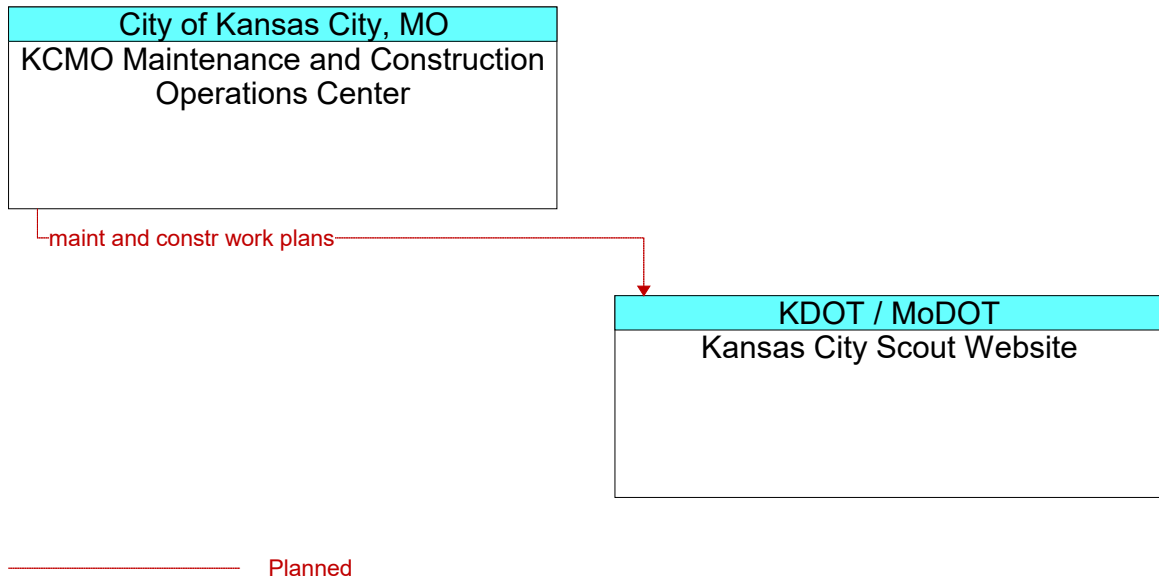 City of Kansas City, MO
KCMO Maintenance and Construction
Operations Center
maint and constr work plans
KDOT / MoDOT
Kansas City Scout Website
Planned